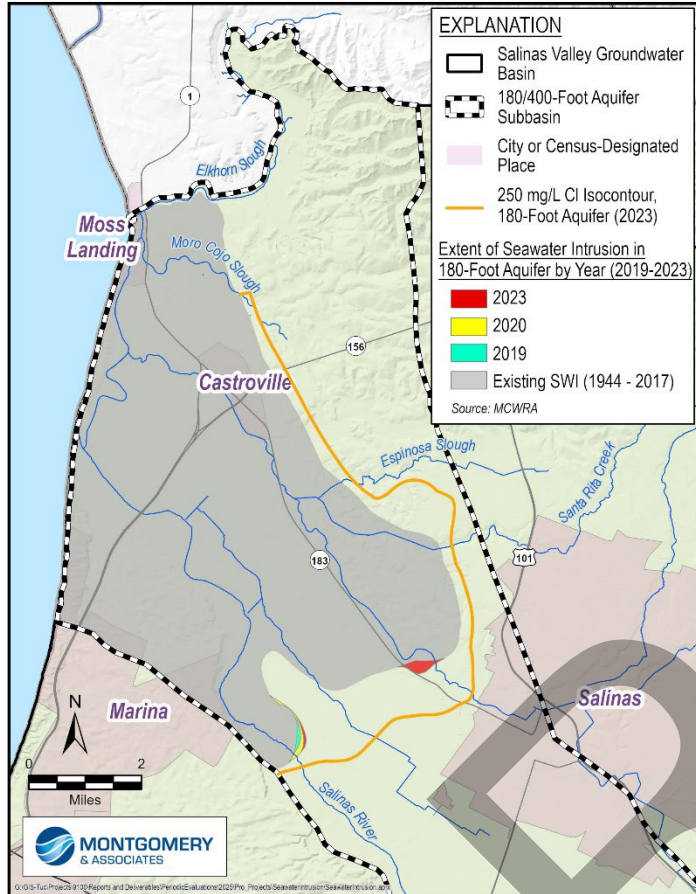 EXPLANATION
Salinas Valley Groundwater
Basin
180/400-Foot Aquifer
Subbasin
City or Census-Designated
Place
250 mg/L Cl Isocontour,
180-Foot Aquifer (2023)
Extent of Seawater Intrusion in
180-Foot Aquifer by Year (2019-2023)
2023
2020
2019
Existing SWI (1944 - 2017)
Source: MCWRA
1
Elkhorn Slough
Moss
Landing
Moro Cojo Slough
156
Castroville
Espinosa Slough
Santa Rita Creek
183
101
Salinas
Marina
N
0 2
Miles
Salinas River
MONTGOMERY
& ASSOCIATES